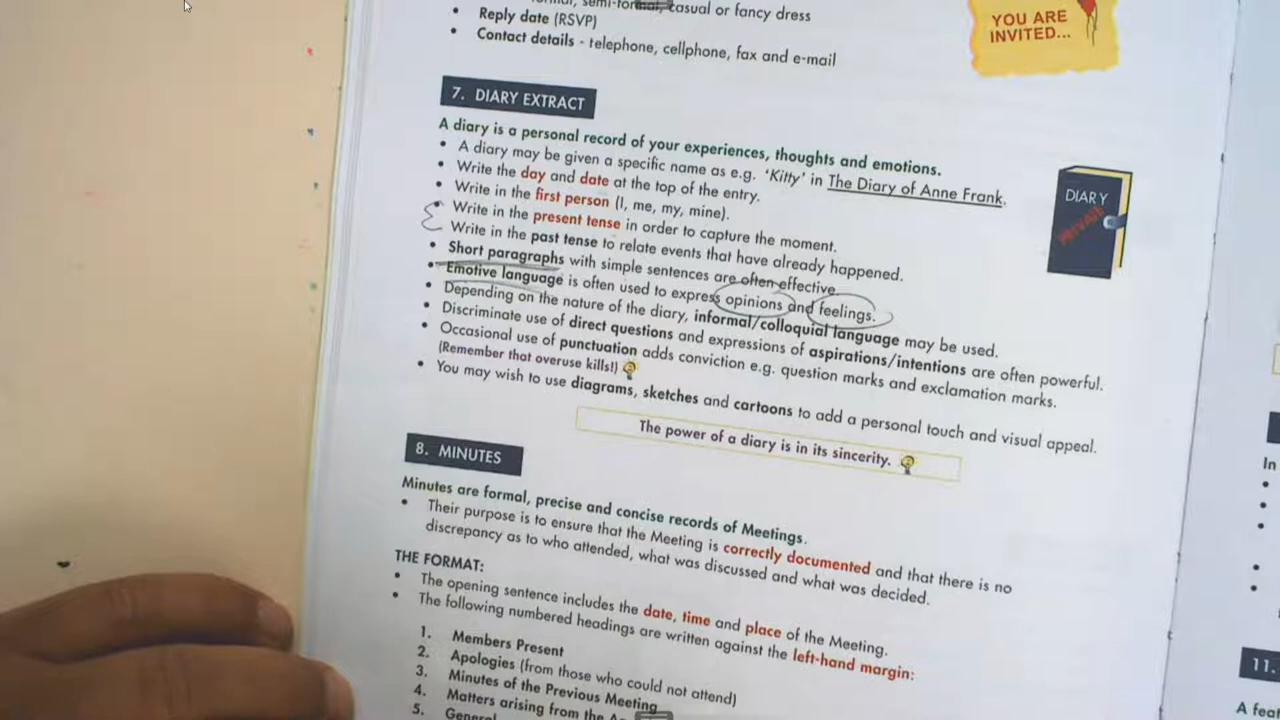 semi-formal, casual or fancy dress
• Reply date (RSVP)
• Contact details - telephone, cellphone, fax and e-mail
YOU ARE
INVITED...
7. DIARY EXTRACT
A diary is a personal record of your experiences, thoughts and emotions.
• A diary may be given a specific name as e.g. 'Kitty' in The Diary of Anne Frank.
• Write the day and date at the top of the entry.
• Write in the first person (I, me, my, mine).
• Write in the present tense in order to capture the moment.
Write in the past tense to relate events that have already happened.
• Short paragraphs with simple sentences are often effective.
• Emotive language is often used to express opinions and feelings.
• Depending on the nature of the diary, informal/colloquial language may be used.
• Discriminate use of direct questions and expressions of aspirations/intentions are often powerful.
• Occasional use of punctuation adds conviction e.g. question marks and exclamation marks.
(Remember that overuse kills!)
• You may wish to use diagrams, sketches and cartoons to add a personal touch and visual appeal.
DIARY
PRIVATE
The power of a diary is in its sincerity.
8. MINUTES
Minutes are formal, precise and concise records of Meetings.
• Their purpose is to ensure that the Meeting is correctly documented and that there is no
discrepancy as to who attended, what was discussed and what was decided.
THE FORMAT:
• The opening sentence includes the date, time and place of the Meeting.
• The following numbered headings are written against the left-hand margin:
1. Members Present
2. Apologies (from those who could not attend)
3. Minutes of the Previous Meeting
4. Matters arising from the
5. General
In
11.
A